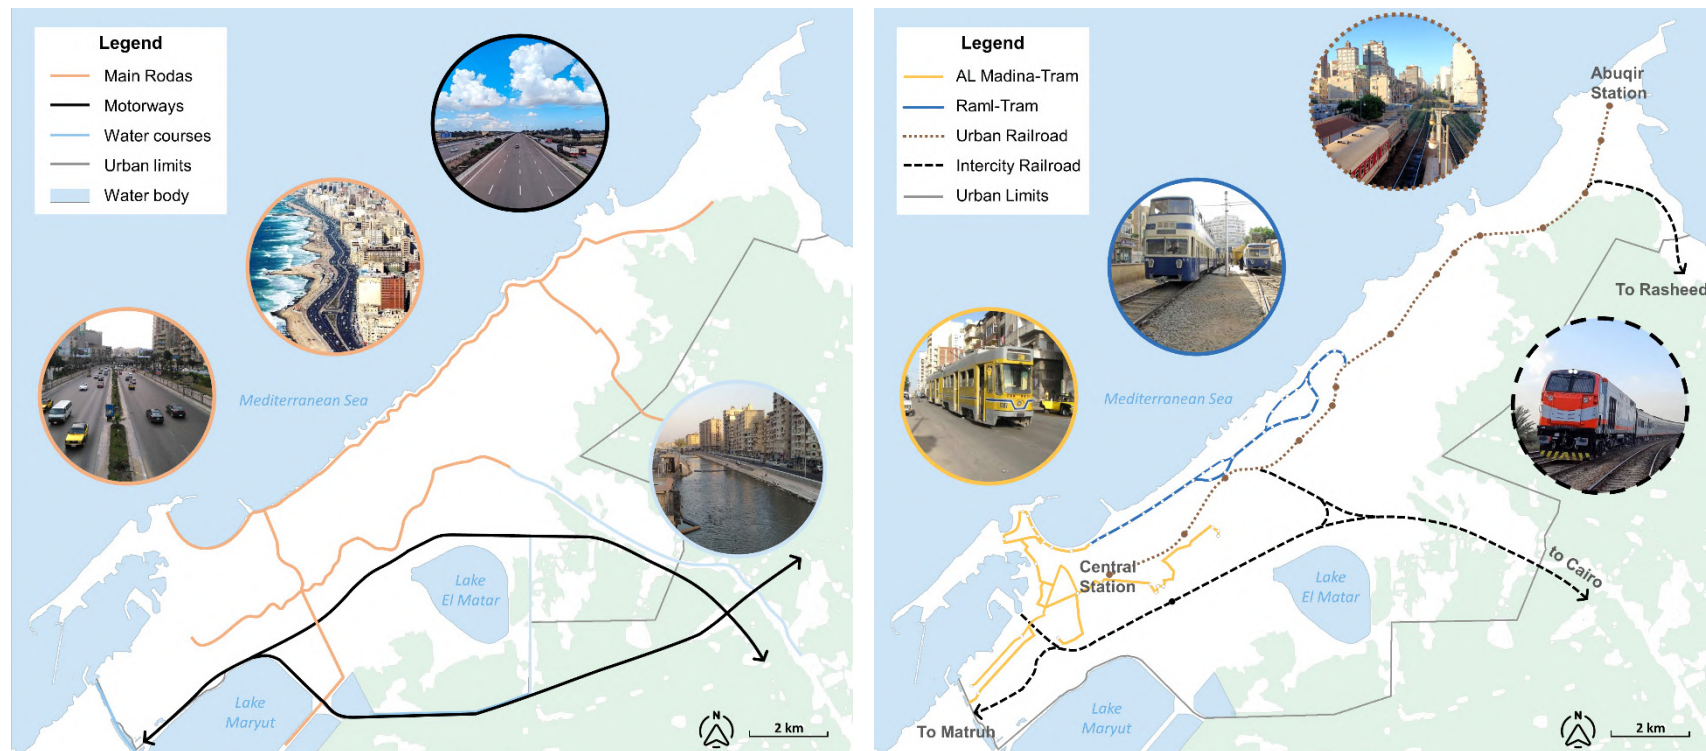 Legend
Main Rodas
Motorways
Water courses
Urban limits
Water body
Mediterranean Sea
Lake
El Matar
Lake
Maryut
N
2 km
Legend
AL Madina-Tram
Raml-Tram
Urban Railroad
Intercity Railroad
Urban Limits
Abuqir
Station
To Rasheed
Mediterranean Sea
to Cairo
Central
Station
Lake
El Matar
Lake
Maryut
To Matruh
N
2 km